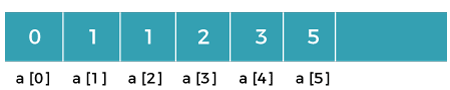 0 1 1 2 3 5
a [0] a [1] a [2] a [3] a [4] a [5]